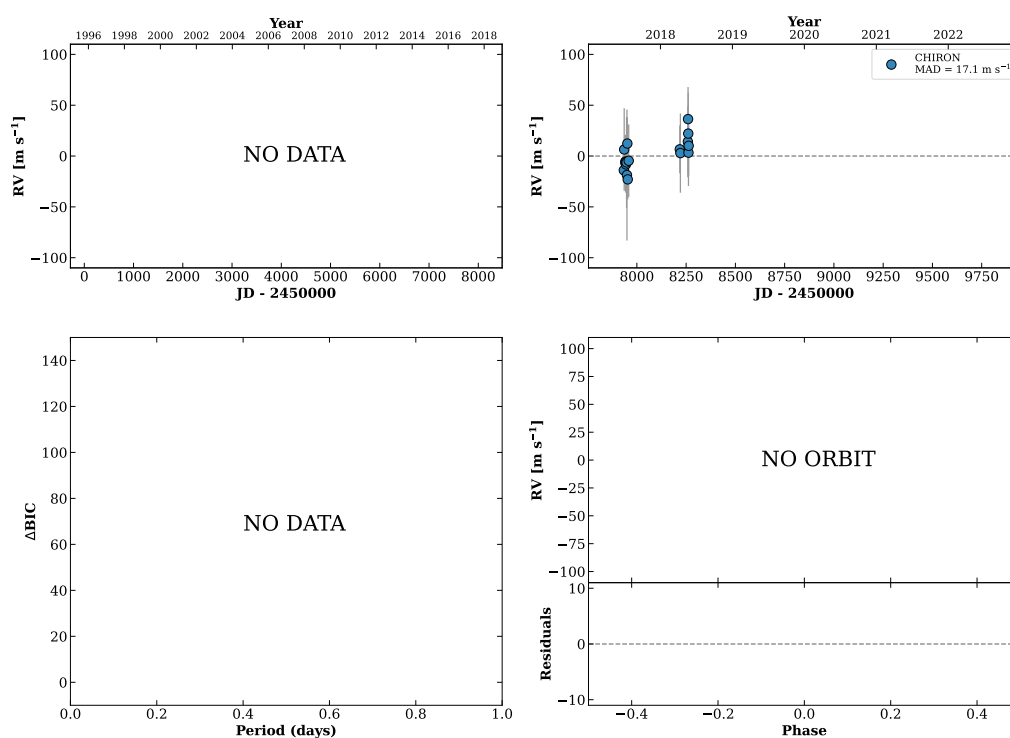 Year
1996 1998 2000 2002 2004 2006 2008 2010 2012 2014 2016 2018
100
50
0
−50
−100
RV [m s⁻¹]
NO DATA
0 1000 2000 3000 4000 5000 6000 7000 8000
JD - 2450000
Year
2018 2019 2020 2021 2022
CHIRON
MAD = 17.1 m s⁻¹
100
50
0
−50
−100
RV [m s⁻¹]
8000 8250 8500 8750 9000 9250 9500 9750
JD - 2450000
140
120
100
80
60
40
20
0
ΔBIC
NO DATA
0.0 0.2 0.4 0.6 0.8 1.0
Period (days)
100
75
50
25
0
−25
−50
−75
−100
RV [m s⁻¹]
NO ORBIT
10
0
−10
Residuals
−0.4 −0.2 0.0 0.2 0.4
Phase